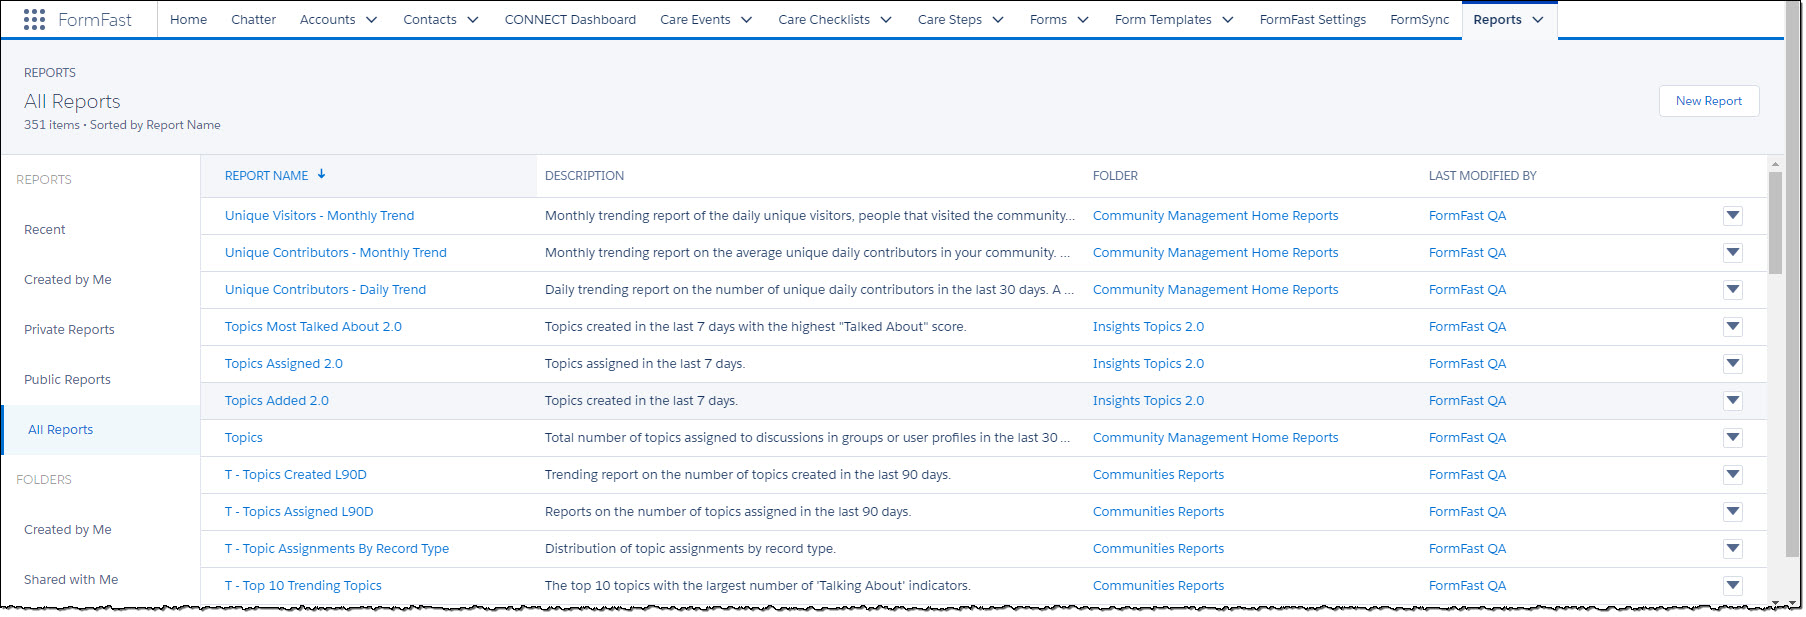 FormFast Home Chatter Accounts Contacts CONNECT Dashboard Care Events Care Checklists Care Steps Forms Form Templates FormFast Settings FormSync Reports
REPORTS
All Reports
351 items • Sorted by Report Name
New Report
REPORTS
Recent
Created by Me
Private Reports
Public Reports
All Reports
FOLDERS
Created by Me
Shared with Me
REPORT NAME DESCRIPTION FOLDER LAST MODIFIED BY
Unique Visitors - Monthly Trend Monthly trending report of the daily unique visitors, people that visited the community... Community Management Home Reports FormFast QA
Unique Contributors - Monthly Trend Monthly trending report on the average unique daily contributors in your community. ... Community Management Home Reports FormFast QA
Unique Contributors - Daily Trend Daily trending report on the number of unique daily contributors in the last 30 days. A ... Community Management Home Reports FormFast QA
Topics Most Talked About 2.0 Topics created in the last 7 days with the highest "Talked About" score. Insights Topics 2.0 FormFast QA
Topics Assigned 2.0 Topics assigned in the last 7 days. Insights Topics 2.0 FormFast QA
Topics Added 2.0 Topics created in the last 7 days. Insights Topics 2.0 FormFast QA
Topics Total number of topics assigned to discussions in groups or user profiles in the last 30 ... Community Management Home Reports FormFast QA
T - Topics Created L90D Trending report on the number of topics created in the last 90 days. Communities Reports FormFast QA
T - Topics Assigned L90D Reports on the number of topics assigned in the last 90 days. Communities Reports FormFast QA
T - Topic Assignments By Record Type Distribution of topic assignments by record type. Communities Reports FormFast QA
T - Top 10 Trending Topics The top 10 topics with the largest number of 'Talking About' indicators. Communities Reports FormFast QA